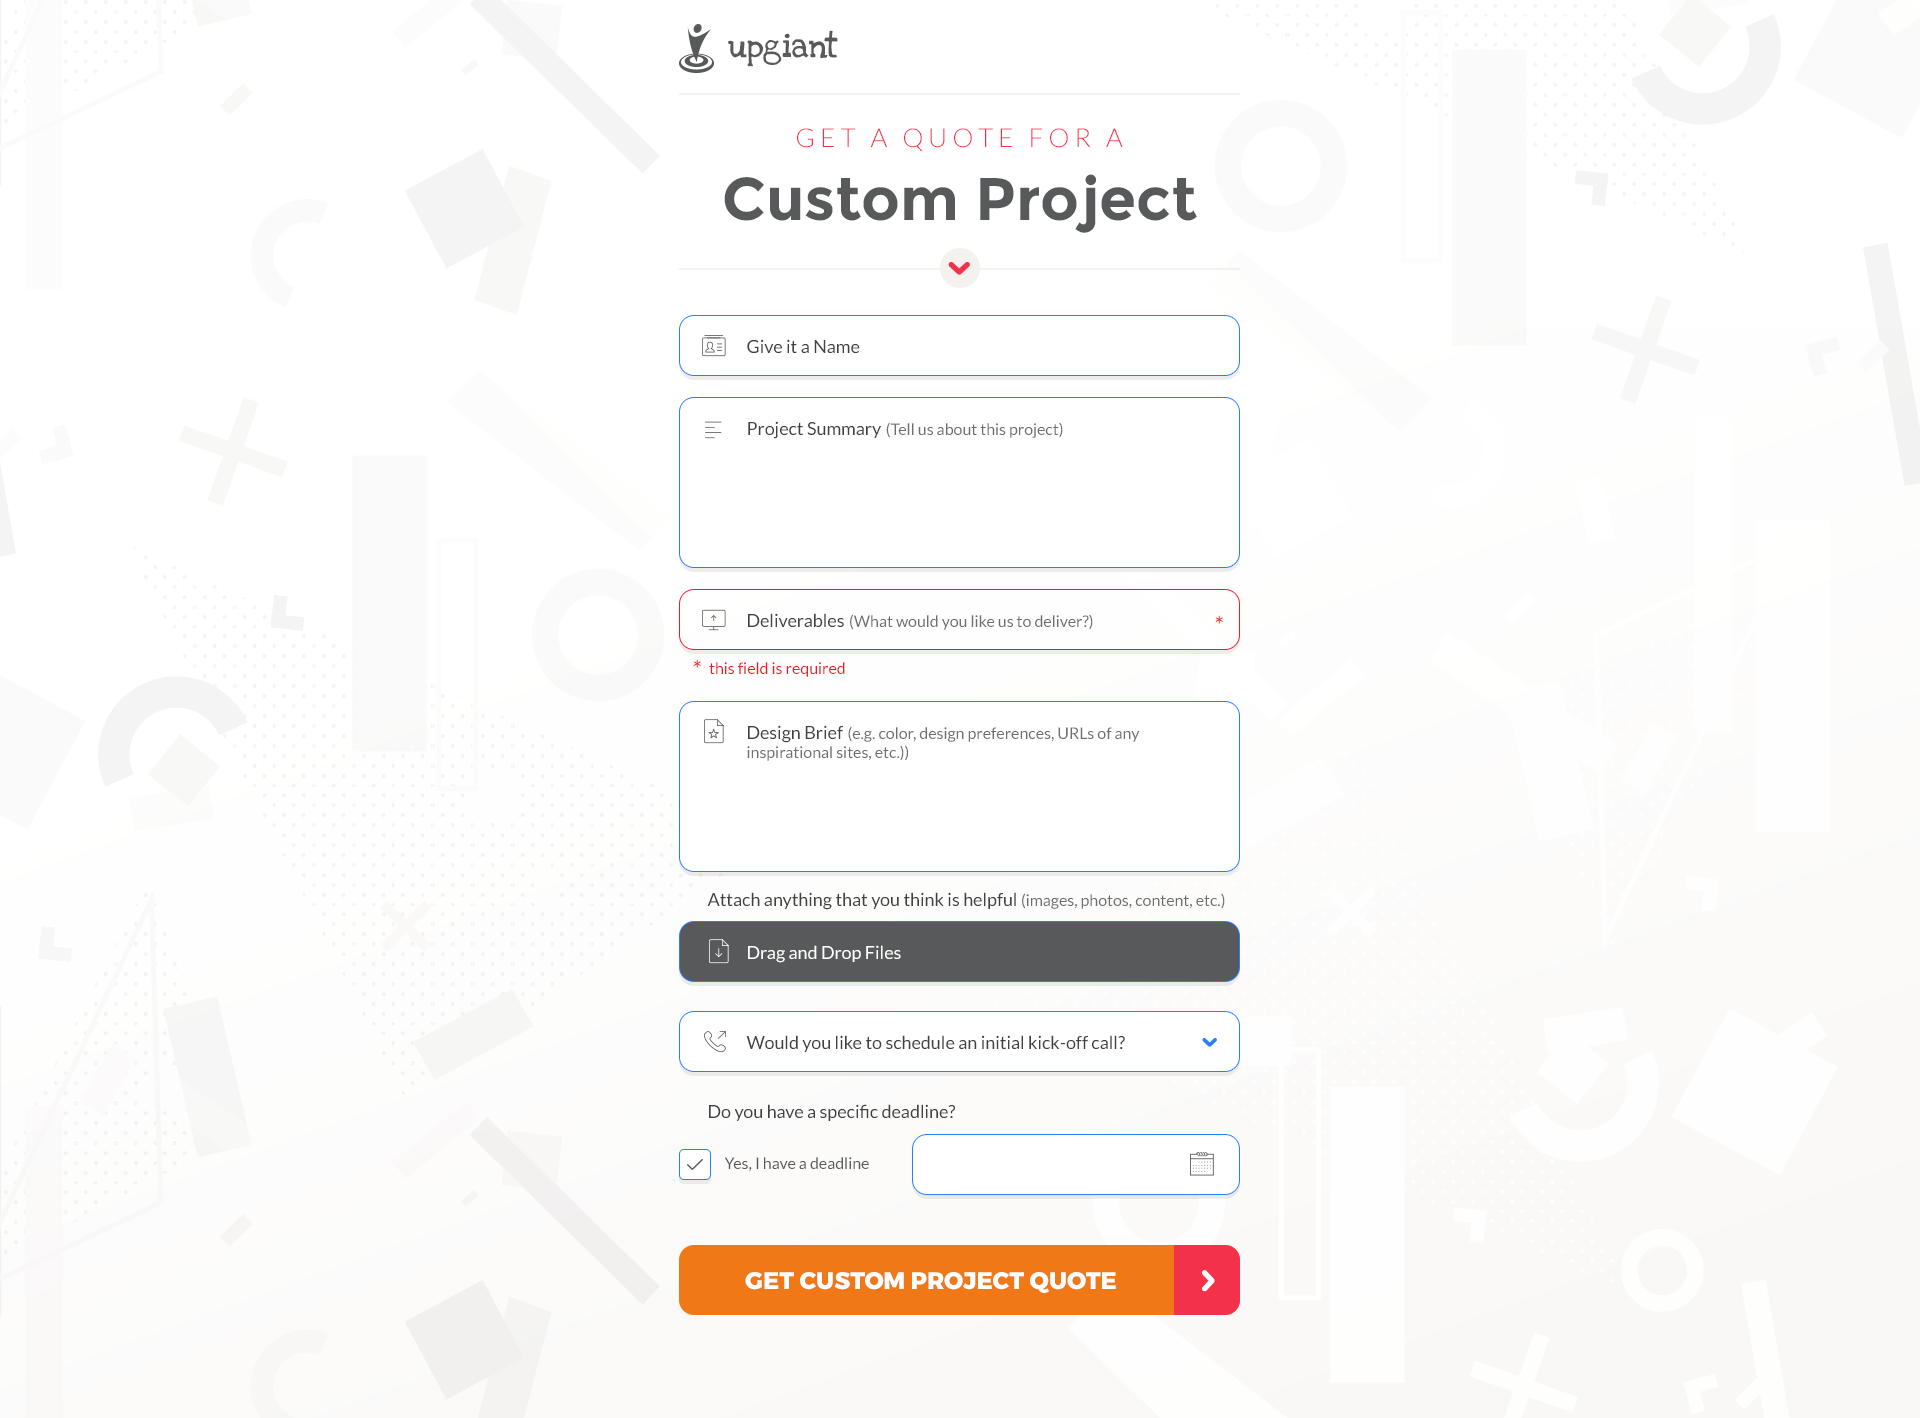 upgiant
GET A QUOTE FOR A
Custom Project
Give it a Name
Project Summary (Tell us about this project)
Deliverables (What would you like us to deliver?) *
* this field is required
Design Brief (e.g. color, design preferences, URLs of any
inspirational sites, etc.))
Attach anything that you think is helpful (images, photos, content, etc.)
Drag and Drop Files
Would you like to schedule an initial kick-off call?
Do you have a specific deadline?
Yes, I have a deadline
GET CUSTOM PROJECT QUOTE